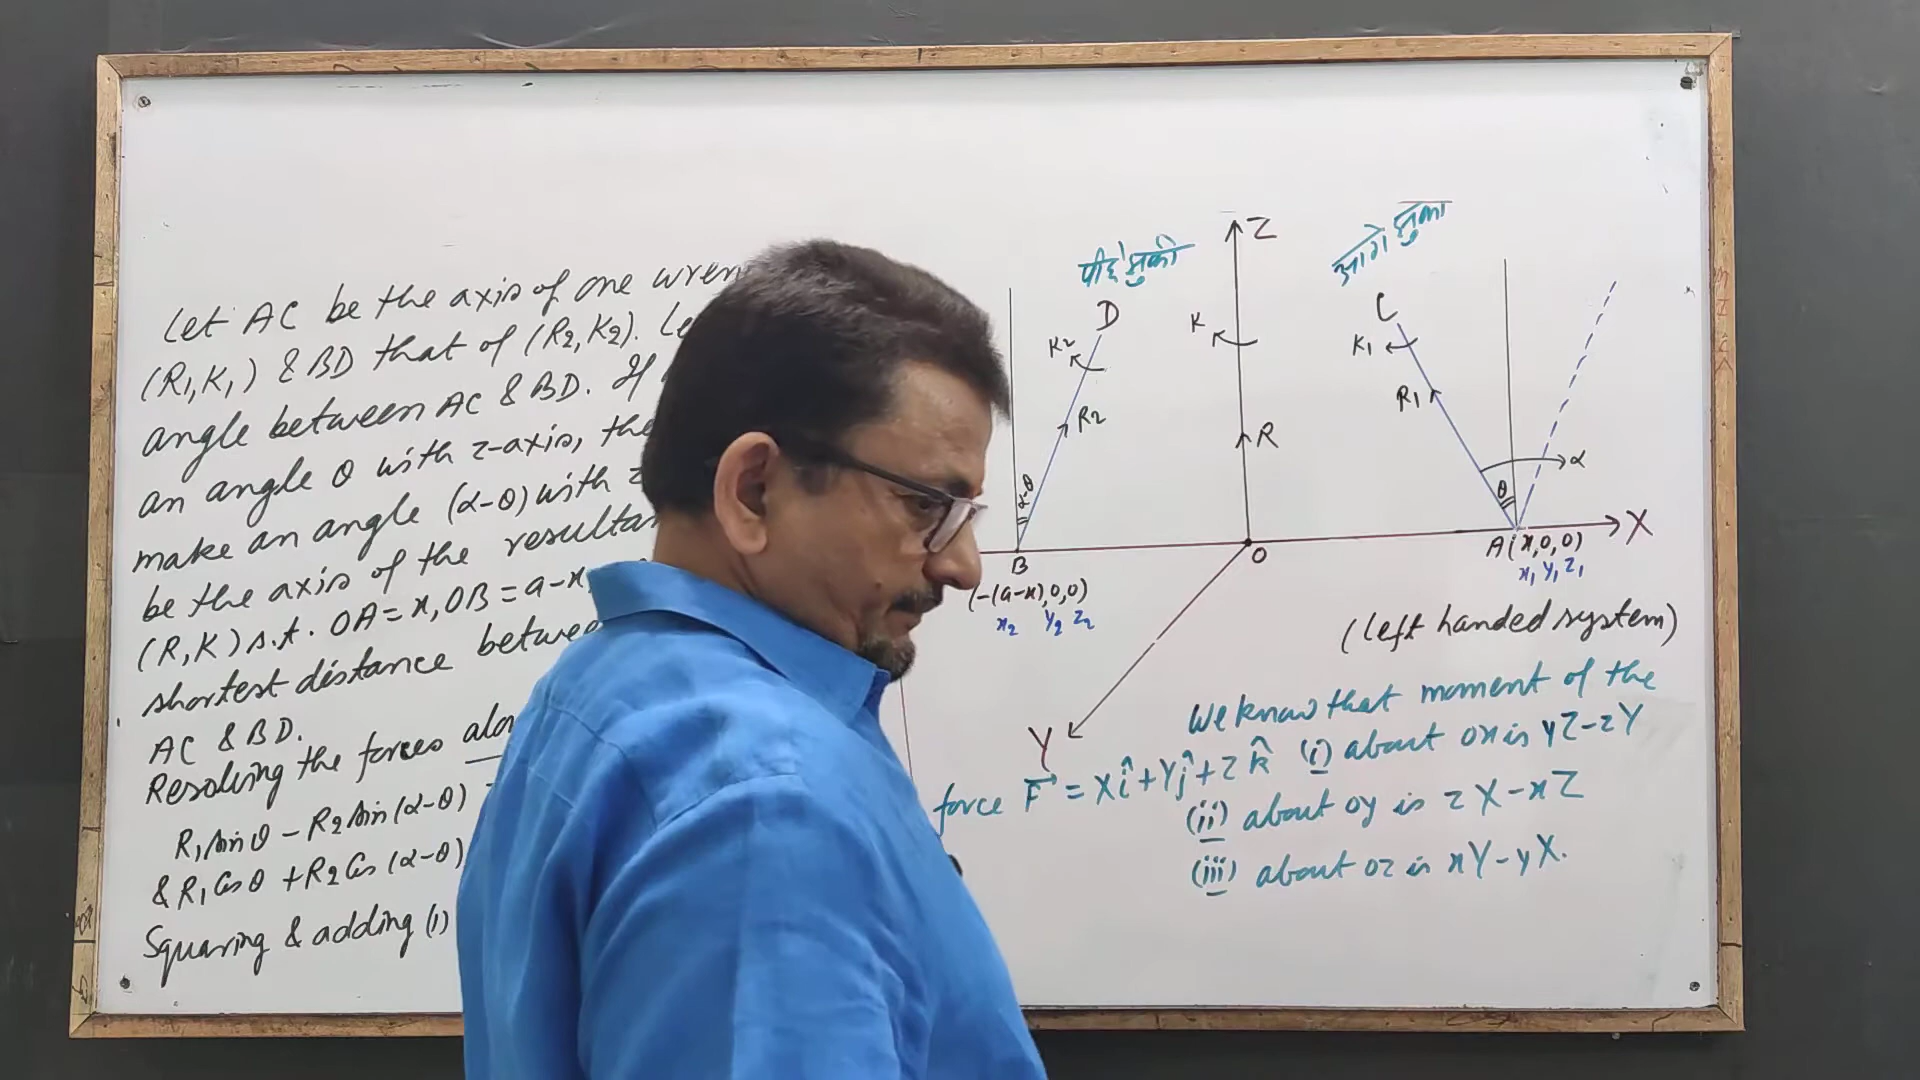 Let AC be the axis of one wren
(R1,K1) & BD that of (R2,K2). Le
angle between AC & BD. If
an angle θ with z-axis, the
make an angle (α-θ) with z
be the axis of the resultan
(R,K) s.t. OA=x, OB=a-x,
shortest distance betwee
AC & BD.
Resolving the forces alon
R1 sinθ - R2 sin(α-θ)
& R1 Cosθ + R2 Cos(α-θ)
Squaring & adding (1)
पीछे झुकी
आगे झुका
Z
D
C
K2
K
K1
R2
R
R1
α-θ
θ
α
B
O
A(x,0,0)
X
(-(a-x),0,0)
x1 y1 z1
x2 y2 z2
(left handed system)
Y
We know that moment of the
force F = Xî+Yĵ+Zk̂ (i) about ox is yZ-zY
(ii) about oy is zX-xZ
(iii) about oz is xY-yX.